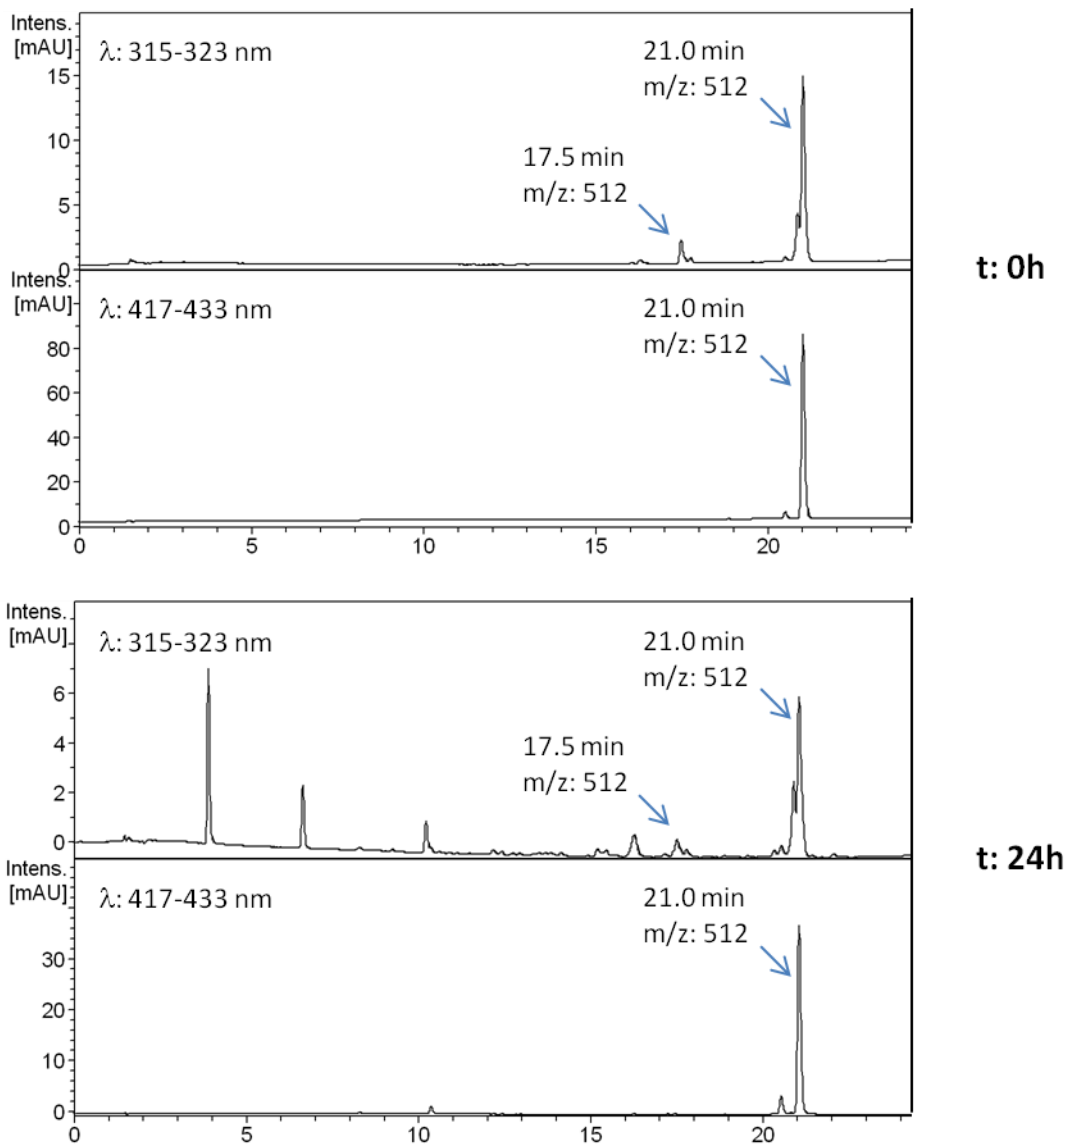 Intens.
[mAU]
λ: 315-323 nm
21.0 min
m/z: 512
17.5 min
m/z: 512
15
10
5
0
t: 0h
Intens.
[mAU]
λ: 417-433 nm
21.0 min
m/z: 512
80
60
40
20
0
0 5 10 15 20
Intens.
[mAU]
λ: 315-323 nm
21.0 min
m/z: 512
17.5 min
m/z: 512
6
4
2
0
t: 24h
Intens.
[mAU]
λ: 417-433 nm
21.0 min
m/z: 512
30
20
10
0
0 5 10 15 20